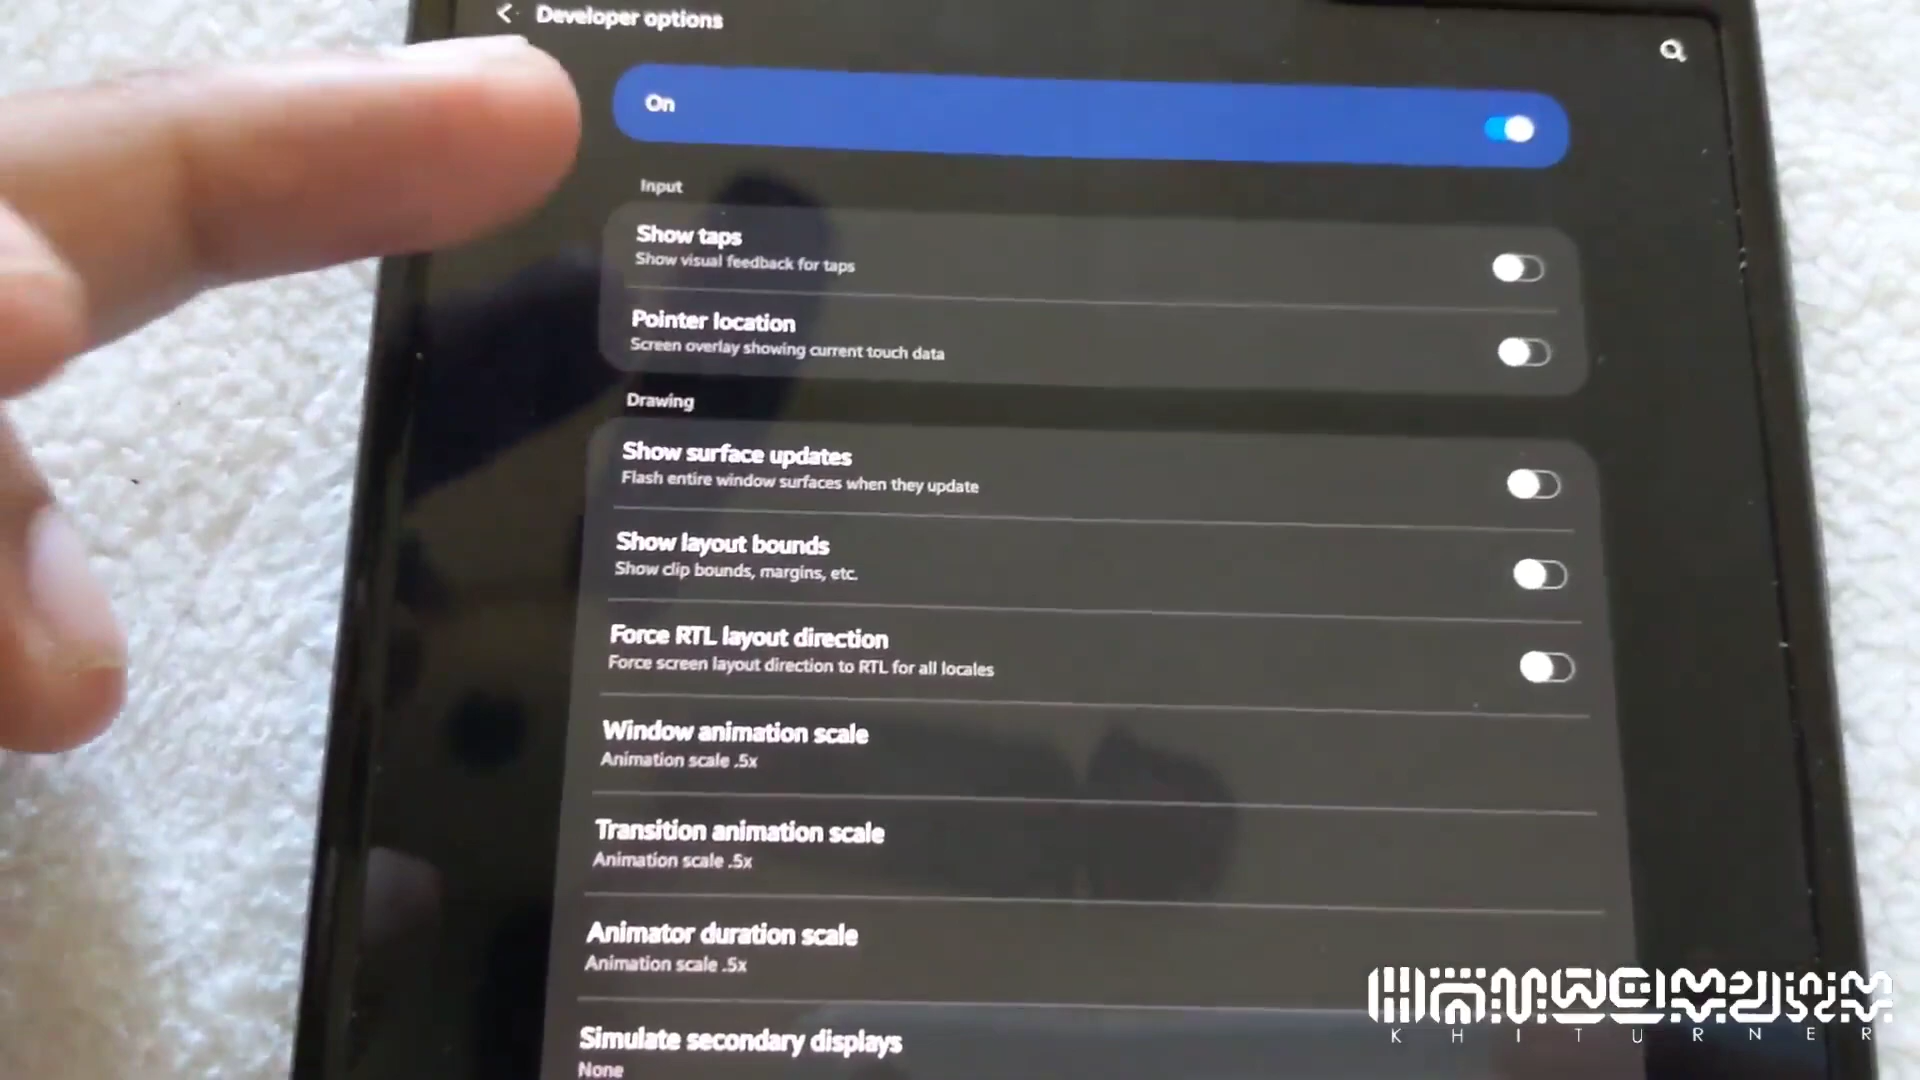 Developer options
On
Input
Show taps
Show visual feedback for taps
Pointer location
Screen overlay showing current touch data
Drawing
Show surface updates
Flash entire window surfaces when they update
Show layout bounds
Show clip bounds, margins, etc.
Force RTL layout direction
Force screen layout direction to RTL for all locales
Window animation scale
Animation scale .5x
Transition animation scale
Animation scale .5x
Animator duration scale
Animation scale .5x
Simulate secondary displays
None
KHITURNER